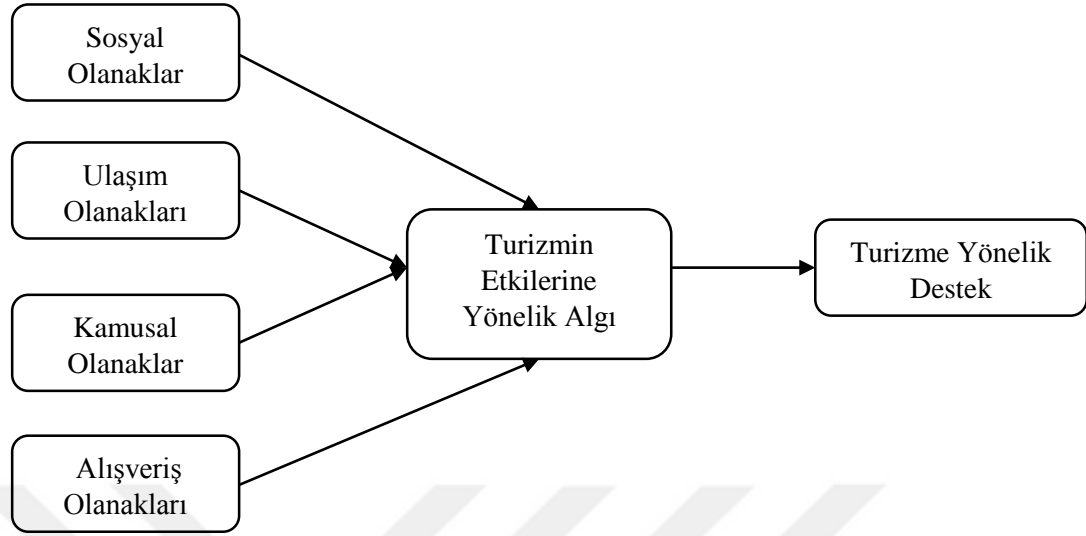 Sosyal
Olanaklar
Ulaşım
Olanakları
Kamusal
Olanaklar
Alışveriş
Olanakları
Turizmin
Etkilerine
Yönelik Algı
Turizme Yönelik
Destek